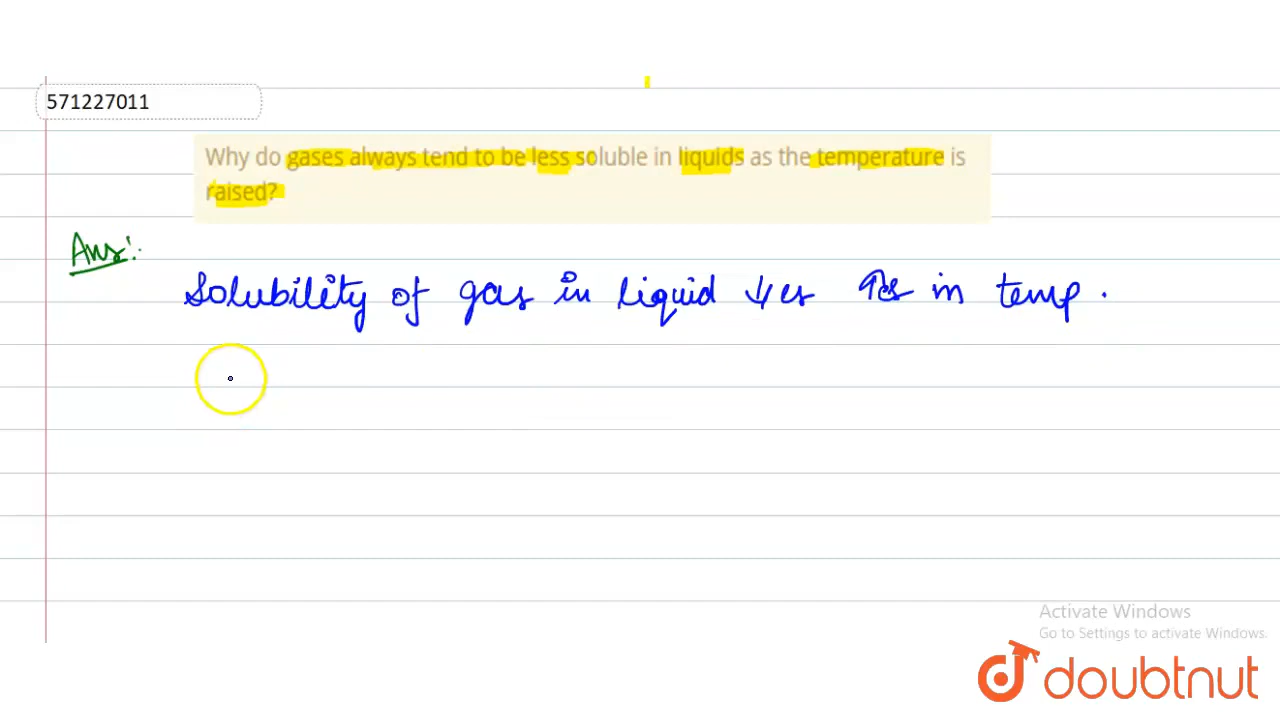 571227011
Why do gases always tend to be less soluble in liquids as the temperature is
raised?
Ans:
Solubility of gas in liquid ↓es ↑es in temp.
Activate Windows
Go to Settings to activate Windows.
doubtnut